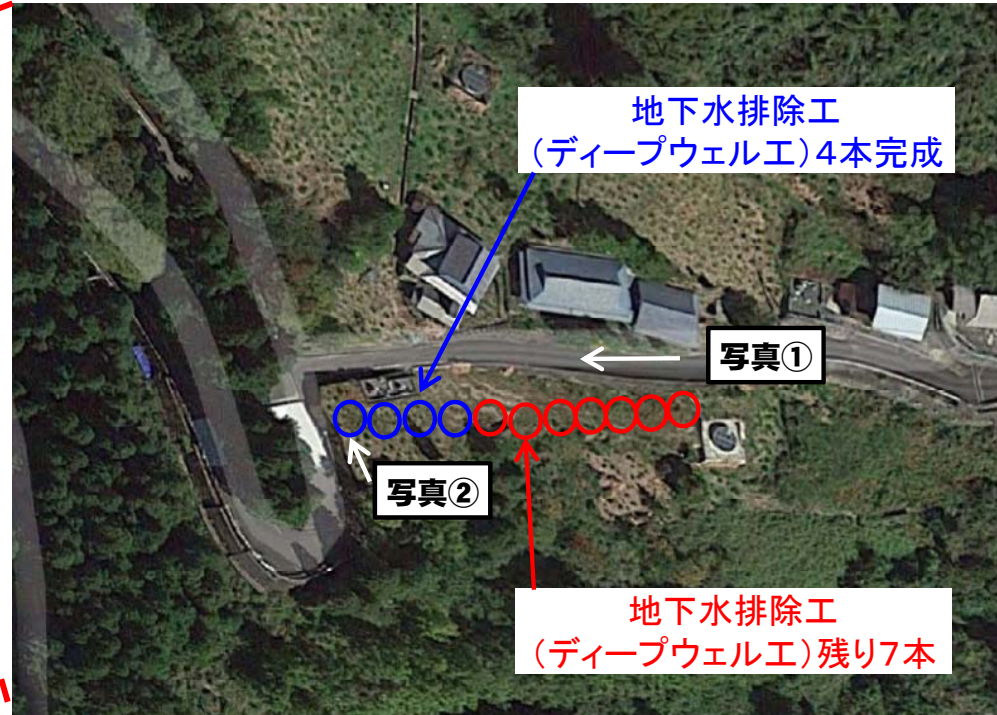 地下水排除工
（ディープウェル工）４本完成
写真①
写真②
地下水排除工
（ディープウェル工）残り７本